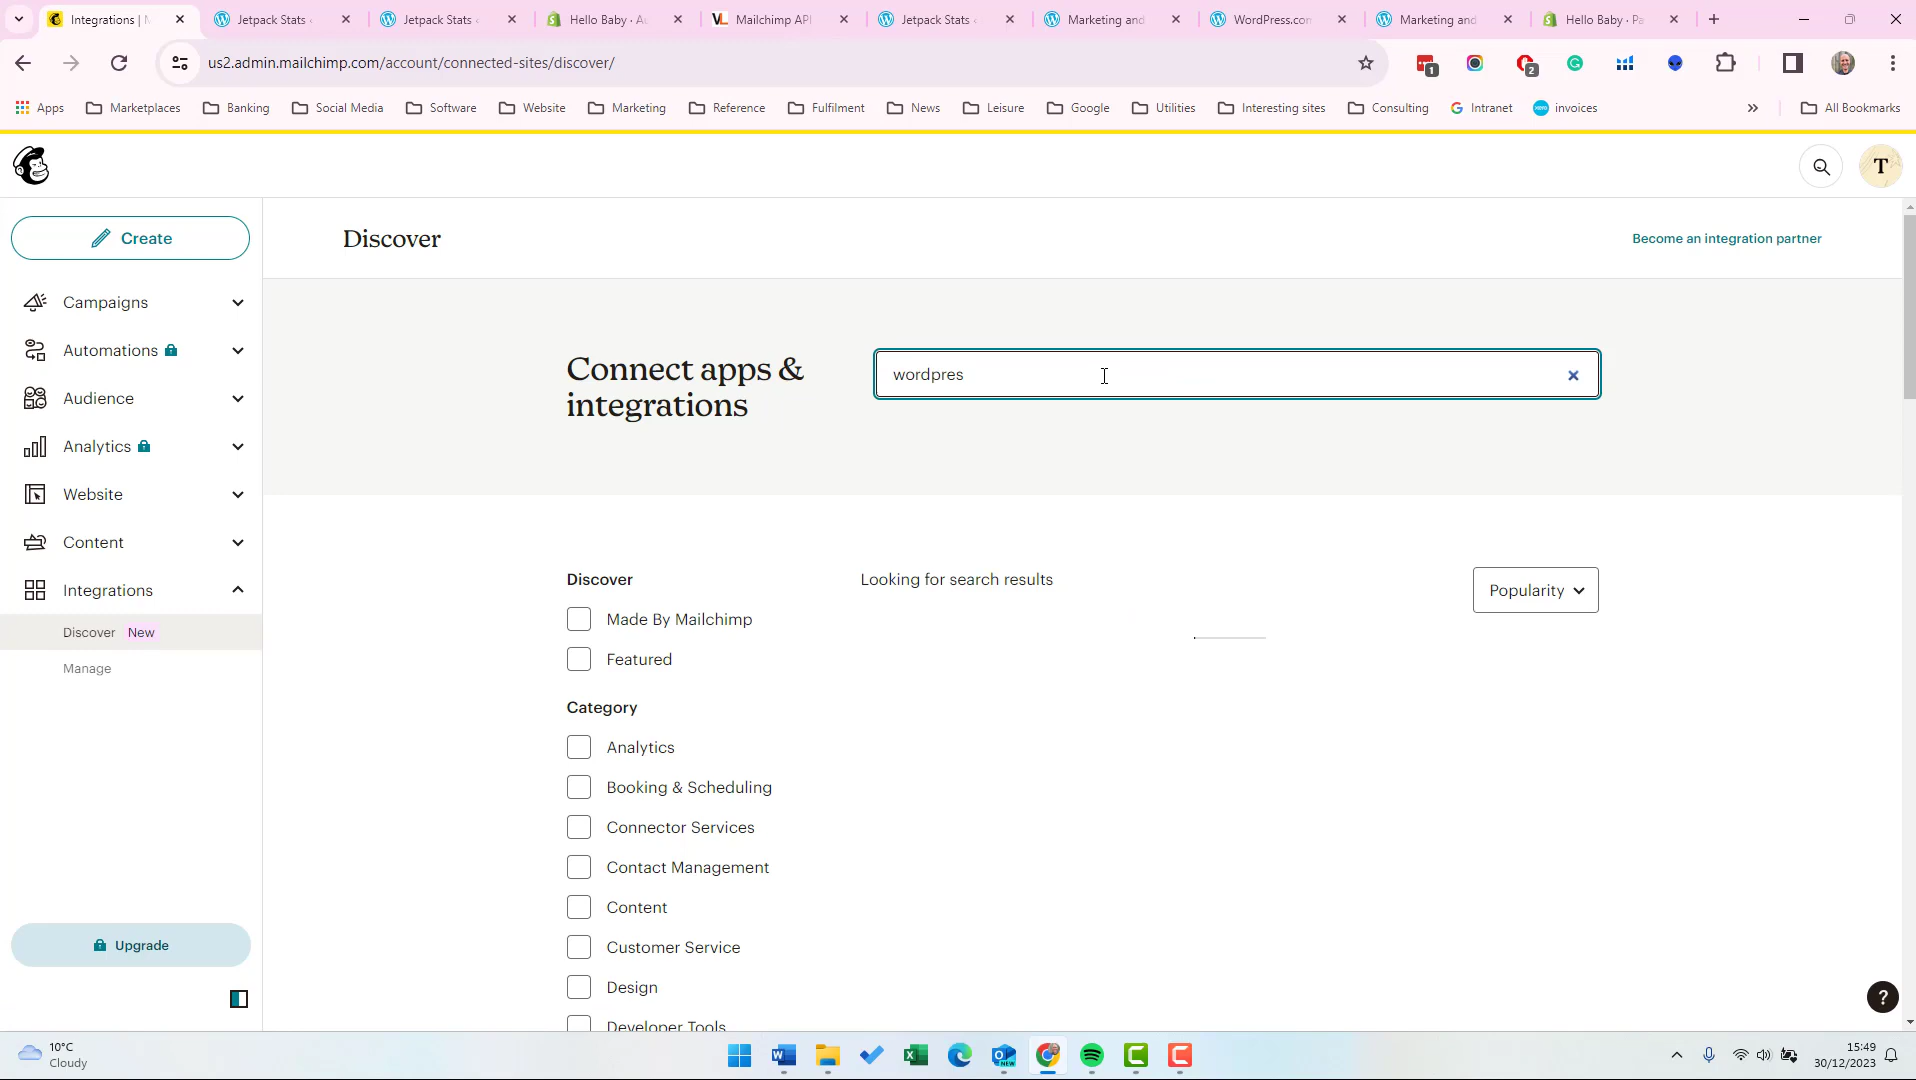 Integrations | M
Jetpack Stats
Jetpack Stats
Hello Baby · Au
Mailchimp API
Jetpack Stats
Marketing and
WordPress.com
Marketing and
Hello Baby · Pa
us2.admin.mailchimp.com/account/connected-sites/discover/
1
2
Apps
Marketplaces
Banking
Social Media
Software
Website
Marketing
Reference
Fulfilment
News
Leisure
Google
Utilities
Interesting sites
Consulting
Intranet
invoices
All Bookmarks
T
Create
Campaigns
Automations
Audience
Analytics
Website
Content
Integrations
Discover New
Manage
Upgrade
Discover
Become an integration partner
Connect apps &
integrations
wordpres
Discover
Made By Mailchimp
Featured
Category
Analytics
Booking & Scheduling
Connector Services
Contact Management
Content
Customer Service
Design
Developer Tools
Looking for search results
Popularity
?
10°C
Cloudy
15:49
30/12/2023